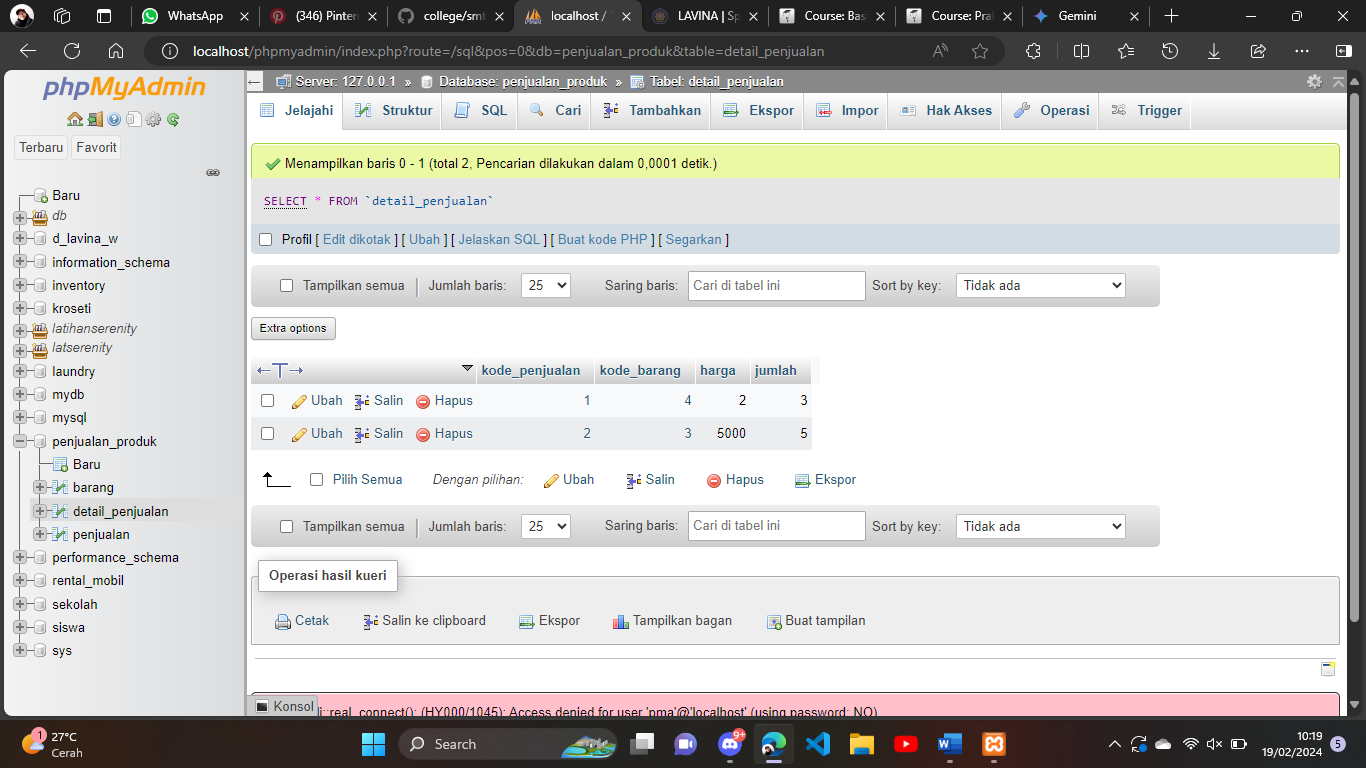 WhatsApp
(346) Pinter
college/smt
localhost /
LAVINA | Sp
Course: Bas
Course: Pral
Gemini
localhost/phpmyadmin/index.php?route=/sql&pos=0&db=penjualan_produk&table=detail_penjualan
phpMyAdmin
Terbaru
Favorit
Baru
db
d_lavina_w
information_schema
inventory
kroseti
latihanserenity
latserenity
laundry
mydb
mysql
penjualan_produk
Baru
barang
detail_penjualan
penjualan
performance_schema
rental_mobil
sekolah
siswa
sys
Server: 127.0.0.1 » Database: penjualan_produk » Tabel: detail_penjualan
Jelajahi Struktur SQL Cari Tambahkan Ekspor Impor Hak Akses Operasi Trigger
Menampilkan baris 0 - 1 (total 2, Pencarian dilakukan dalam 0,0001 detik.)
SELECT * FROM `detail_penjualan`
Profil [ Edit dikotak ] [ Ubah ] [ Jelaskan SQL ] [ Buat kode PHP ] [ Segarkan ]
Tampilkan semua Jumlah baris: 25 Saring baris: Cari di tabel ini Sort by key: Tidak ada
Extra options
kode_penjualan kode_barang harga jumlah
Ubah Salin Hapus 1 4 2 3
Ubah Salin Hapus 2 3 5000 5
Pilih Semua Dengan pilihan: Ubah Salin Hapus Ekspor
Tampilkan semua Jumlah baris: 25 Saring baris: Cari di tabel ini Sort by key: Tidak ada
Operasi hasil kueri
Cetak Salin ke clipboard Ekspor Tampilkan bagan Buat tampilan
Konsol
i::real_connect(): (HY000/1045): Access denied for user 'pma'@'localhost' (using password: NO)
1
27°C
Cerah
Search
9+
10:19
19/02/2024
5